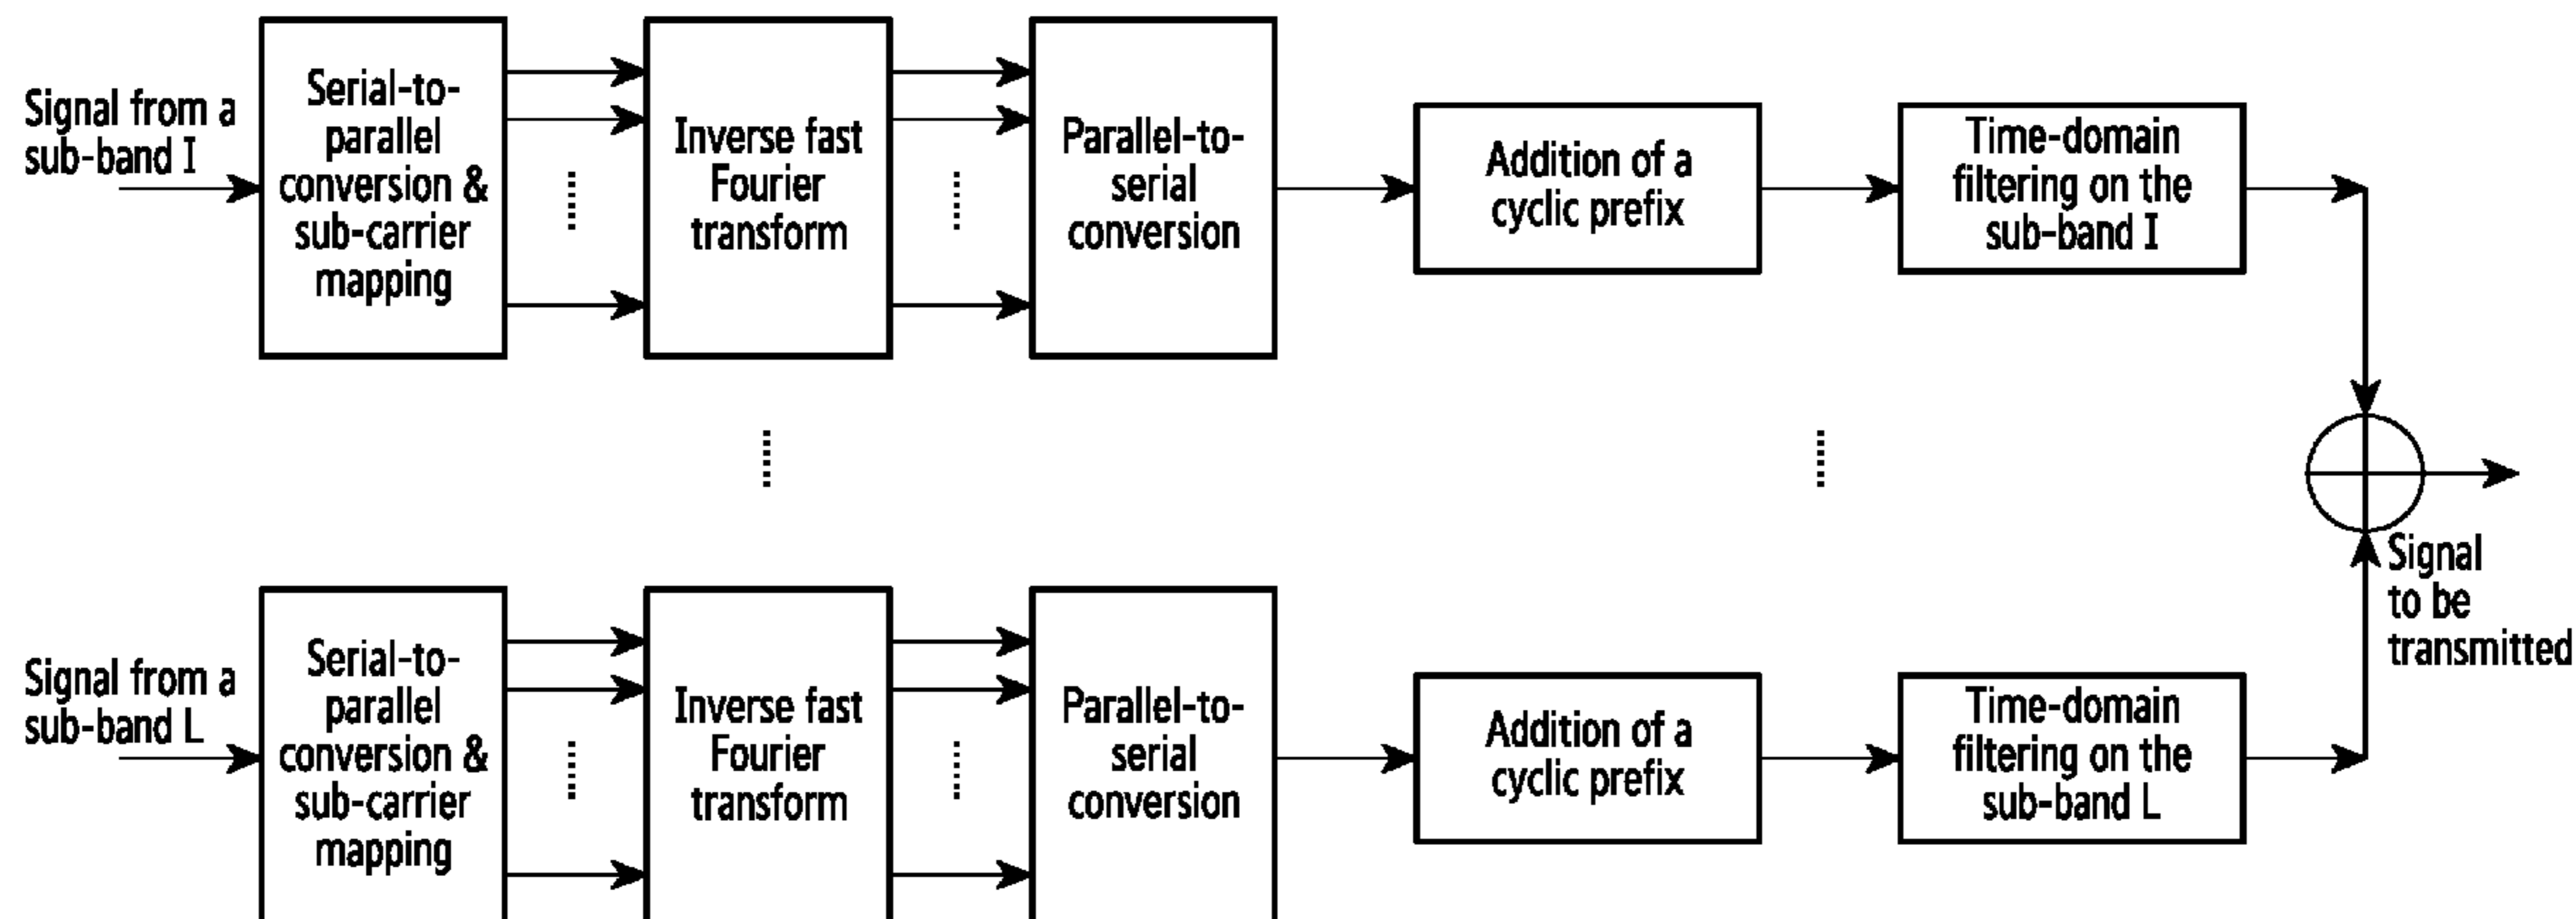 Signal from a
sub-band I
Serial-to-
parallel
conversion &
sub-carrier
mapping
Inverse fast
Fourier
transform
Parallel-to-
serial
conversion
Addition of a
cyclic prefix
Time-domain
filtering on the
sub-band I
Signal
to be
transmitted
Signal from a
sub-band L
Serial-to-
parallel
conversion &
sub-carrier
mapping
Inverse fast
Fourier
transform
Parallel-to-
serial
conversion
Addition of a
cyclic prefix
Time-domain
filtering on the
sub-band L